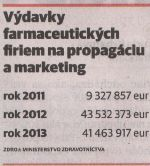 Výdavky
farmaceutických
firiem na propagáciu
a marketing
rok 2011 9 327 857 eur
rok 2012 43 532 373 eur
rok 2013 41 463 917 eur
ZDROJ MINISTERSTVO ZDRAVOTNÍCTVA